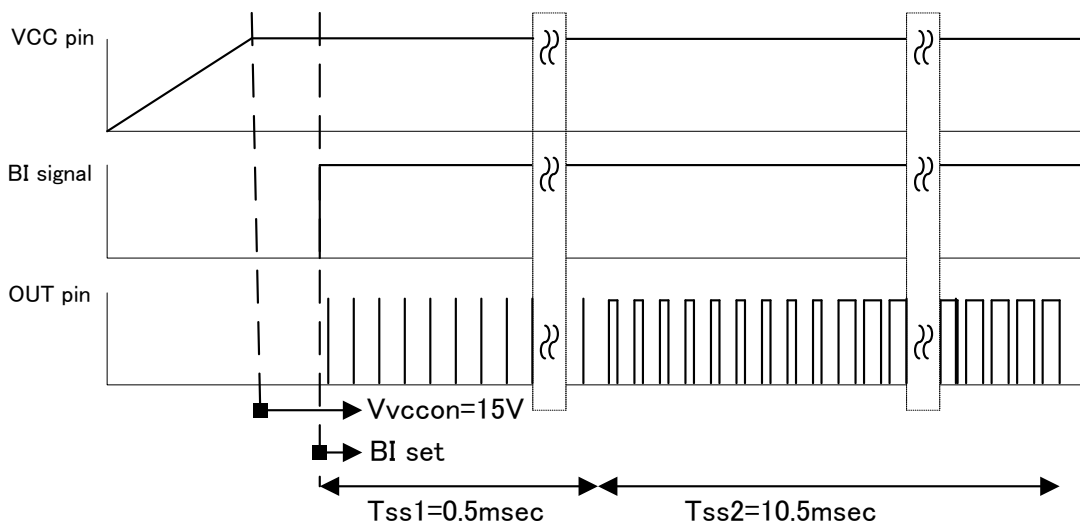 VCC pin
BI signal
OUT pin
Vvccon=15V
BI set
Tss1=0.5msec
Tss2=10.5msec